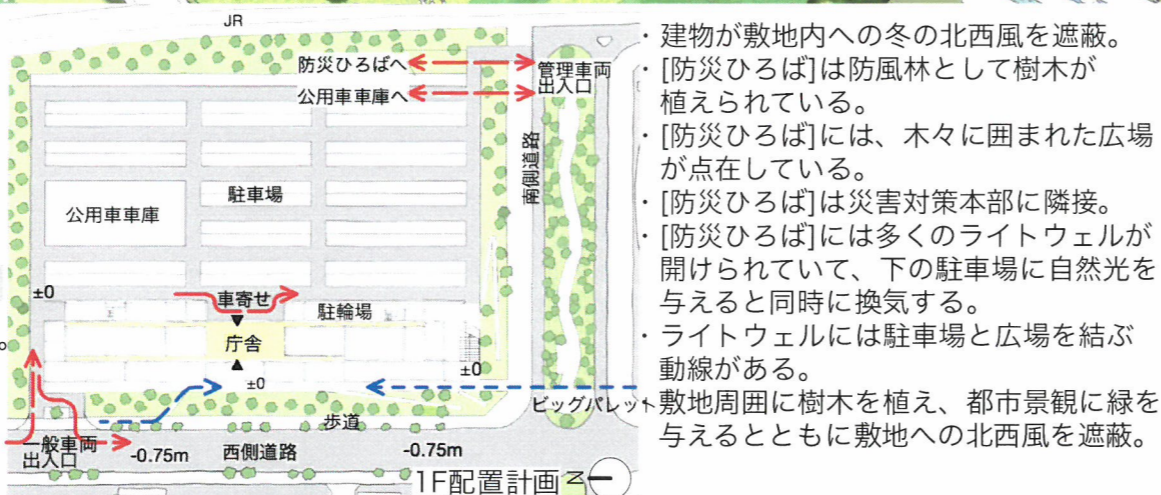 JR
防災ひろばへ
公用車車庫へ
管理車両
出入口
南側道路
駐車場
公用車車庫
±0
車寄せ
駐輪場
庁舎
±0
±0
ビッグパレット
歩道
一般車両
出入口
-0.75m
西側道路
-0.75m
1F配置計画
N
・建物が敷地内への冬の北西風を遮蔽。
・[防災ひろば]は防風林として樹木が
植えられている。
・[防災ひろば]には、木々に囲まれた広場
が点在している。
・[防災ひろば]は災害対策本部に隣接。
・[防災ひろば]には多くのライトウェルが
開けられていて、下の駐車場に自然光を
与えると同時に換気する。
・ライトウェルには駐車場と広場を結ぶ
動線がある。
・敷地周囲に樹木を植え、都市景観に緑を
与えるとともに敷地への北西風を遮蔽。